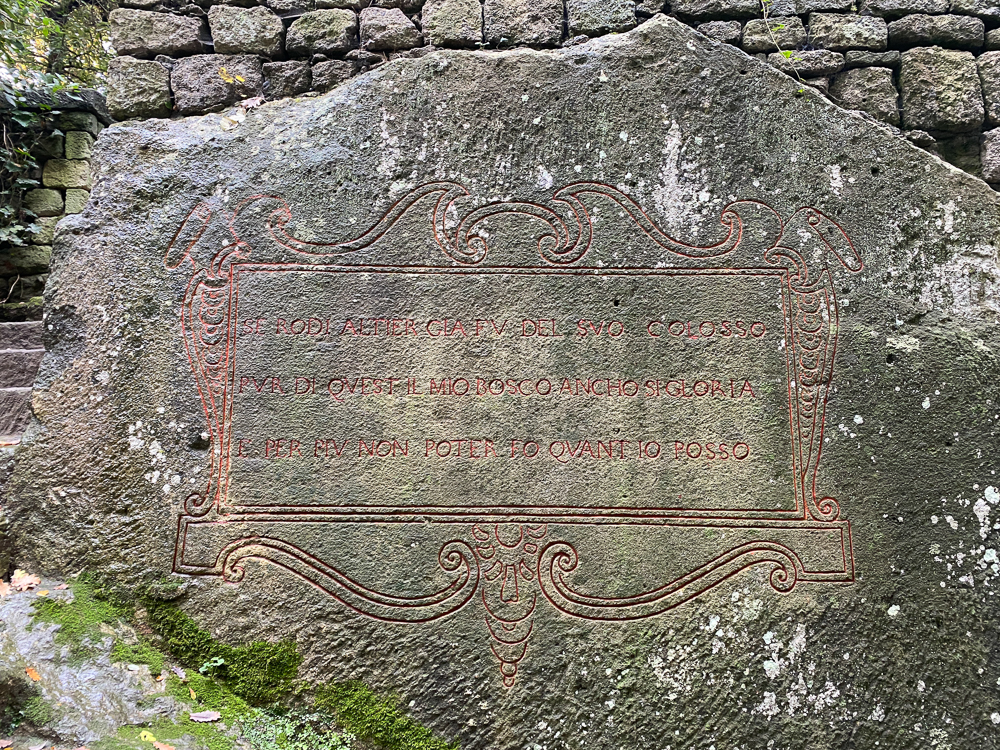 SE RODI ALTIER GIA FV DEL SVO COLOSSO
PVR DI QVEST IL MIO BOSCO ANCHO SI GLORIA
E PER PIV NON POTER FO QVANT IO POSSO